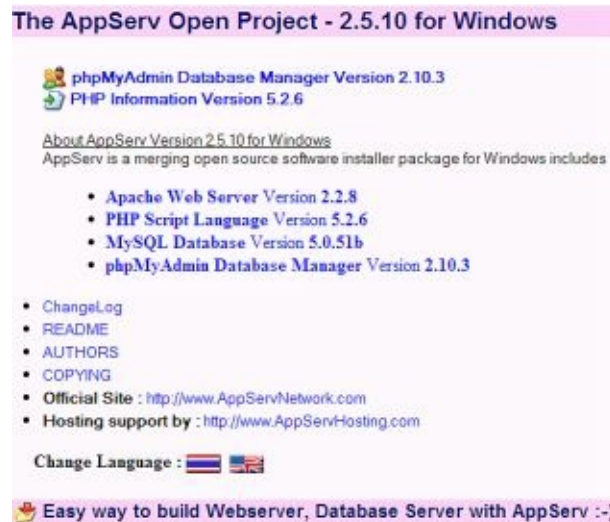 The AppServ Open Project - 2.5.10 for Windows
phpMyAdmin Database Manager Version 2.10.3
PHP Information Version 5.2.6
About AppServ Version 2.5.10 for Windows
AppServ is a merging open source software installer package for Windows includes
• Apache Web Server Version 2.2.8
• PHP Script Language Version 5.2.6
• MySQL Database Version 5.0.51b
• phpMyAdmin Database Manager Version 2.10.3
• ChangeLog
• README
• AUTHORS
• COPYING
• Official Site : http://www.AppServNetwork.com
• Hosting support by : http://www.AppServHosting.com
Change Language :
Easy way to build Webserver, Database Server with AppServ :-